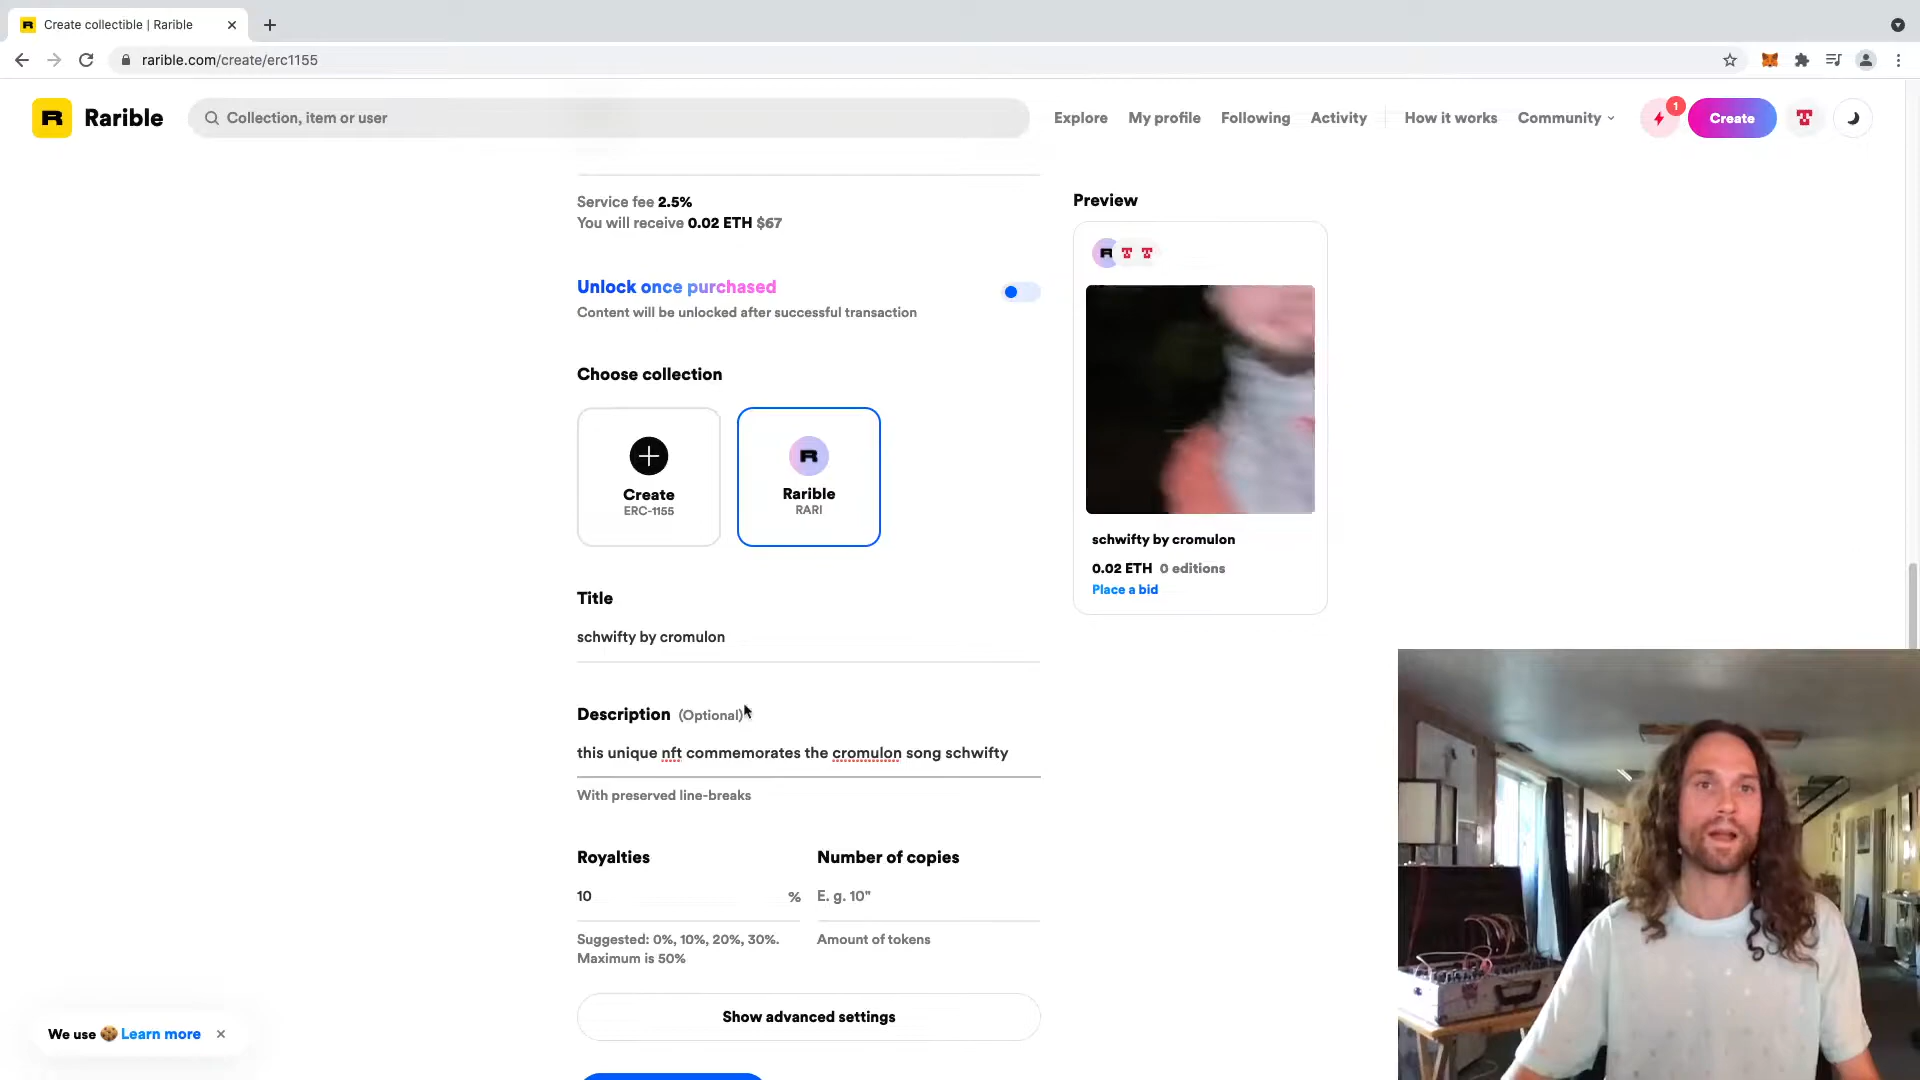 Create collectible | Rarible
rarible.com/create/erc1155
R Rarible
Collection, item or user
Explore
My profile
Following
Activity
How it works
Community
1
Create
Service fee 2.5%
You will receive 0.02 ETH $67
Unlock once purchased
Content will be unlocked after successful transaction
Choose collection
Create
ERC-1155
R
Rarible
RARI
Title
schwifty by cromulon
Description (Optional)
this unique nft commemorates the cromulon song schwifty
With preserved line-breaks
Royalties
10 %
Suggested: 0%, 10%, 20%, 30%.
Maximum is 50%
Number of copies
E. g. 10"
Amount of tokens
Show advanced settings
Preview
R
schwifty by cromulon
0.02 ETH 0 editions
Place a bid
We use 🍪 Learn more